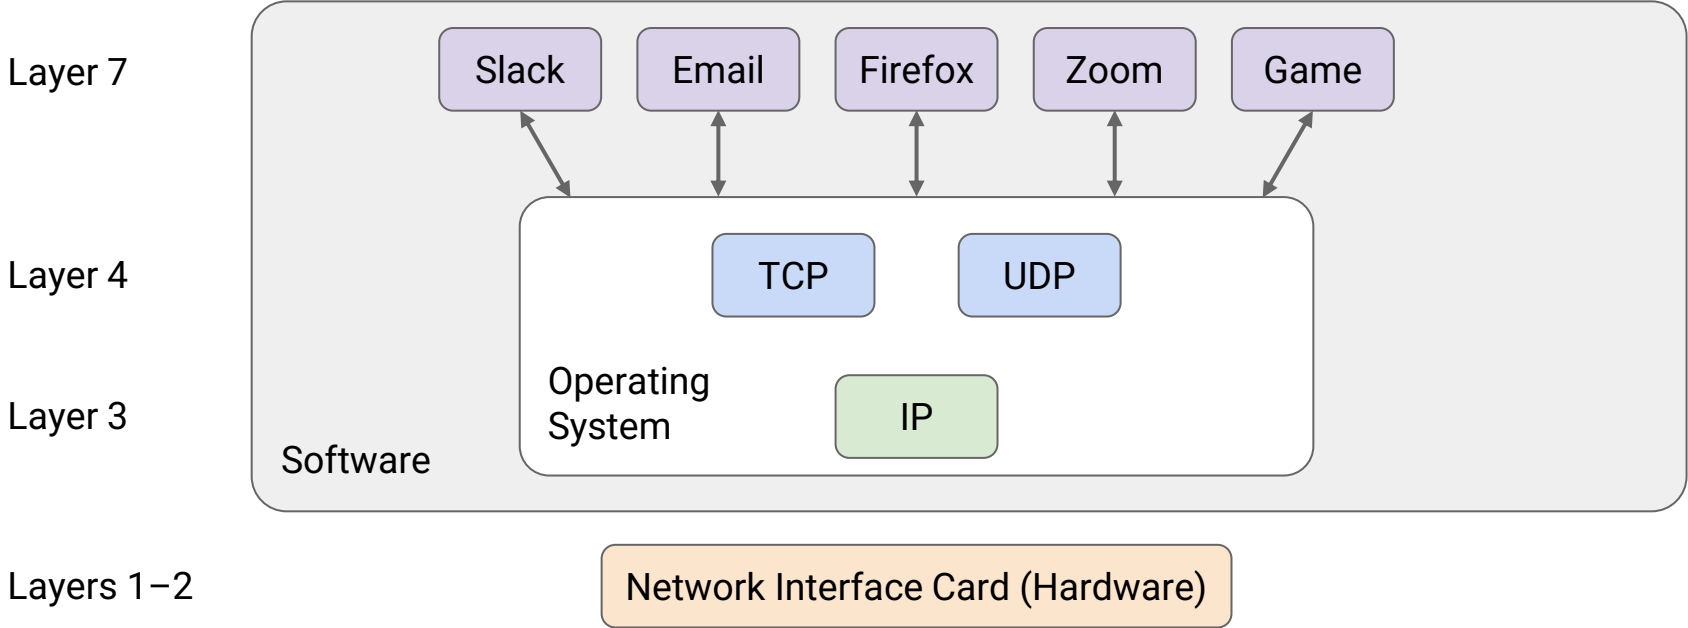 Layer 7
Slack
Email
Firefox
Zoom
Game
Layer 4
TCP
UDP
Operating
System
Layer 3
IP
Software
Layers 1–2
Network Interface Card (Hardware)